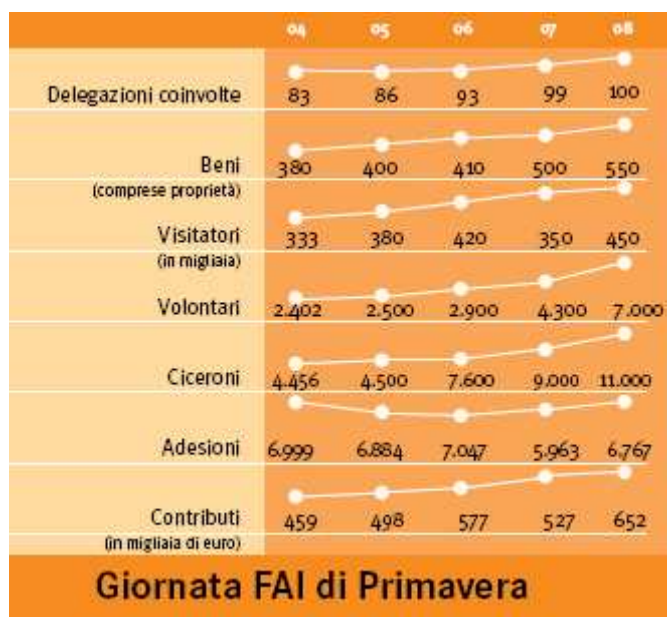 04 05 06 07 08
Delegazioni coinvolte 83 86 93 99 100
Beni 380 400 410 500 550
(comprese proprietà)
Visitatori 333 380 420 350 450
(in migliaia)
Volontari 2.402 2.500 2.900 4.300 7.000
Ciceroni 4.456 4.500 7.600 9.000 11.000
Adesioni 6.999 6.884 7.047 5.963 6.767
Contributi 459 498 577 527 652
(in migliaia di euro)
Giornata FAI di Primavera